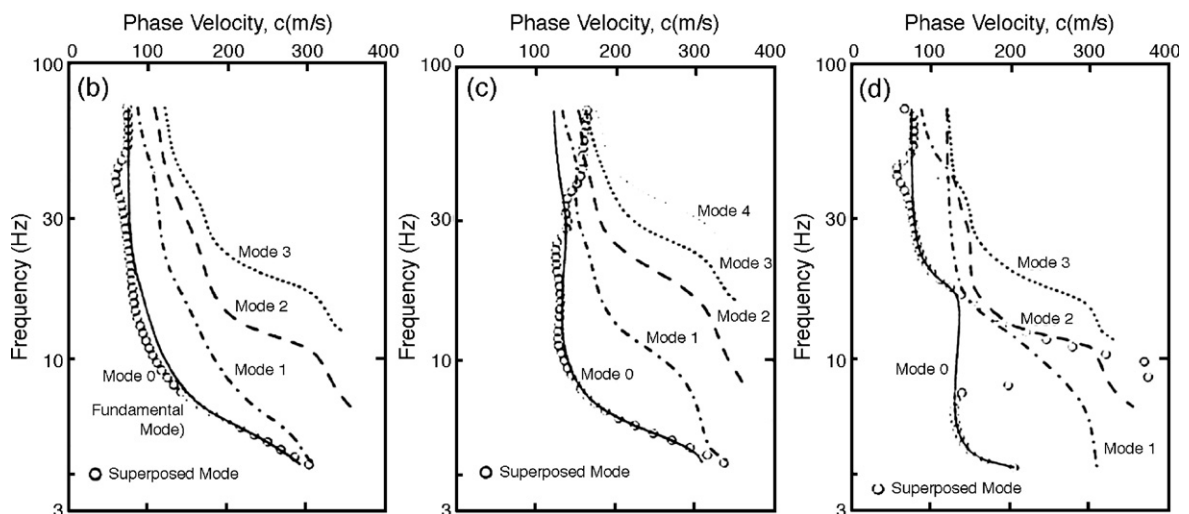 Phase Velocity, c(m/s)
0 100 200 300 400
100
30
10
3
Frequency (Hz)
(b)
Mode 3
Mode 2
Mode 1
Mode 0
Fundamental
Mode)
Superposed Mode
Phase Velocity, c(m/s)
0 100 200 300 400
100
30
10
3
Frequency (Hz)
(c)
Mode 4
Mode 3
Mode 2
Mode 1
Mode 0
Superposed Mode
Phase Velocity, c(m/s)
0 100 200 300 400
100
30
10
3
Frequency (Hz)
(d)
Mode 3
Mode 2
Mode 0
Mode 1
Superposed Mode